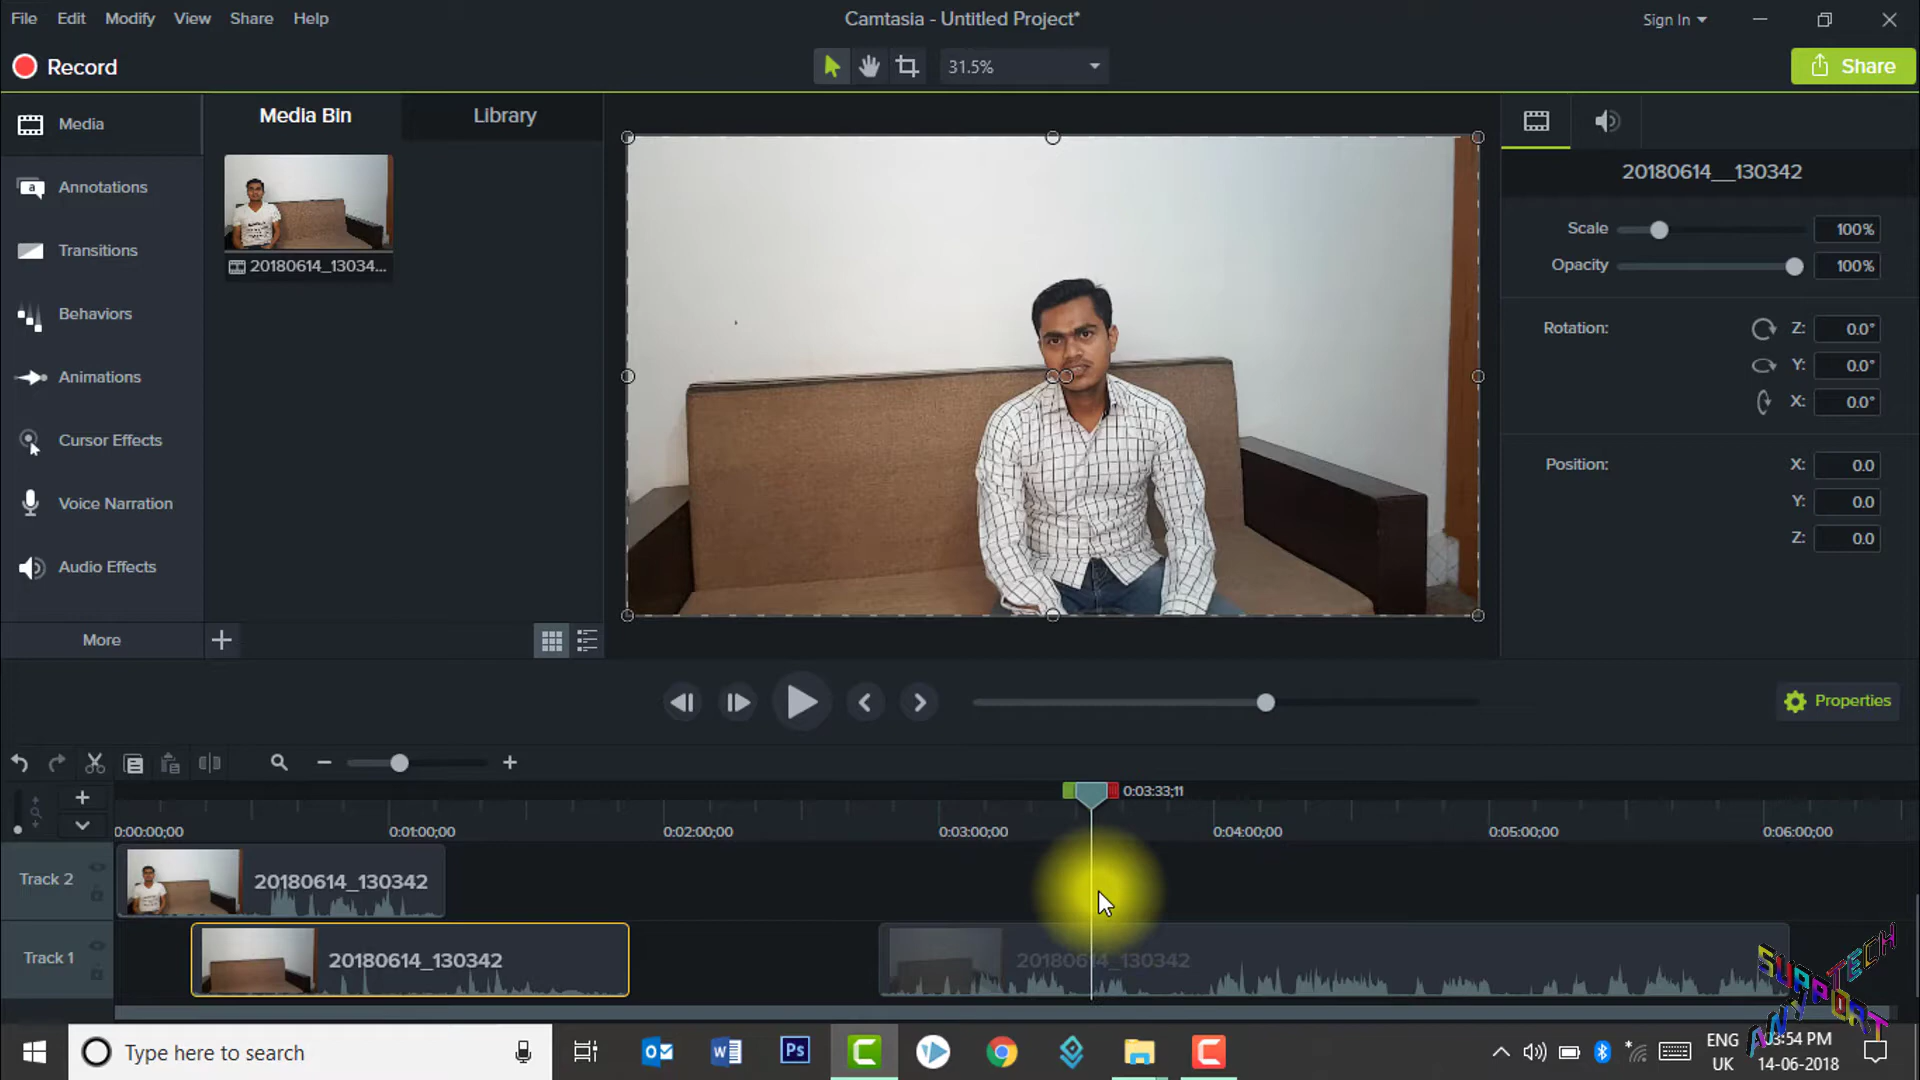 File Edit Modify View Share Help
Camtasia - Untitled Project*
Sign In
Record
31.5%
Share
Media
Media Bin
Library
Annotations
20180614_13034...
Transitions
Behaviors
Animations
Cursor Effects
Voice Narration
Audio Effects
More
20180614__130342
Scale 100%
Opacity 100%
Rotation: Z: 0.0°
Y: 0.0°
X: 0.0°
Position: X: 0.0
Y: 0.0
Z: 0.0
Properties
0:03:33;11
0:00:00;00 0:01:00;00 0:02:00;00 0:03:00;00 0:04:00;00 0:05:00;00 0:06:00;00
Track 2 20180614_130342
Track 1 20180614_130342 20180614_130342
SUPPORT
TECH
ANY
Type here to search
ENG
UK
03:54 PM
14-06-2018